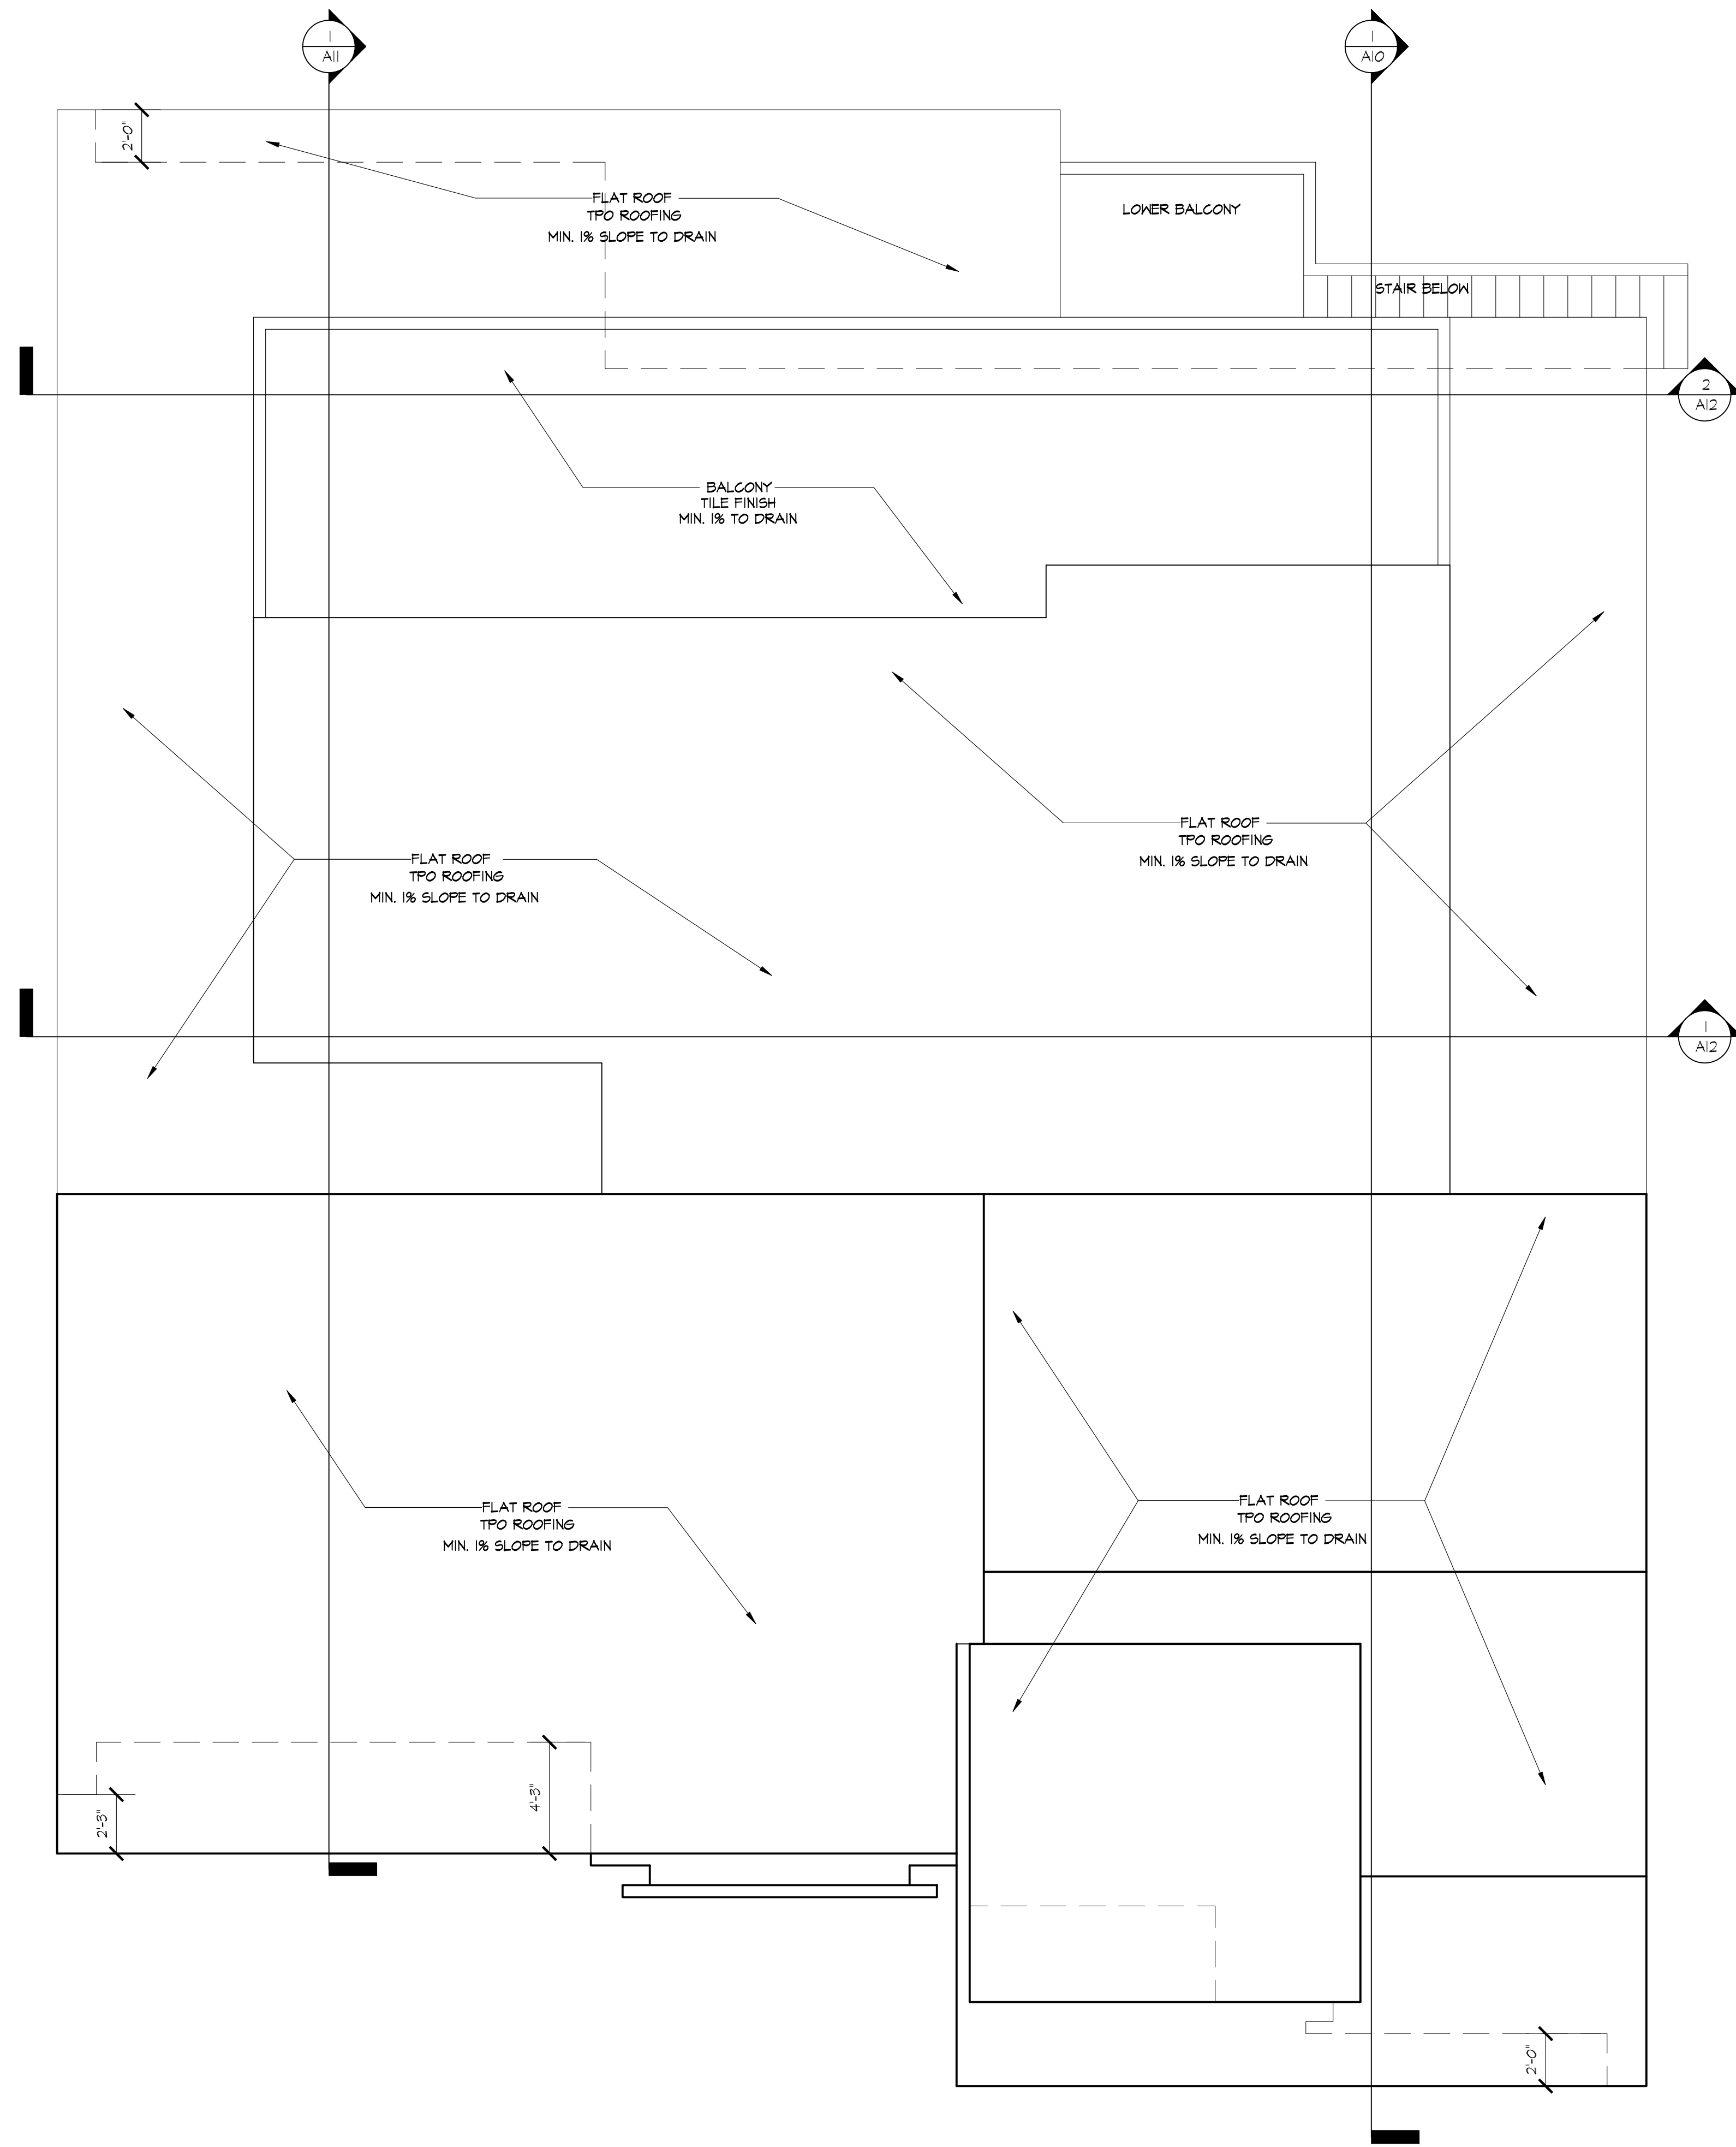 1
A11
1
A10
2'-0"
FLAT ROOF
TPO ROOFING
MIN. 1% SLOPE TO DRAIN
LOWER BALCONY
STAIR BELOW
2
A12
BALCONY
TILE FINISH
MIN. 1% TO DRAIN
FLAT ROOF
TPO ROOFING
MIN. 1% SLOPE TO DRAIN
FLAT ROOF
TPO ROOFING
MIN. 1% SLOPE TO DRAIN
1
A12
FLAT ROOF
TPO ROOFING
MIN. 1% SLOPE TO DRAIN
FLAT ROOF
TPO ROOFING
MIN. 1% SLOPE TO DRAIN
4'-3"
2'-3"
2'-0"